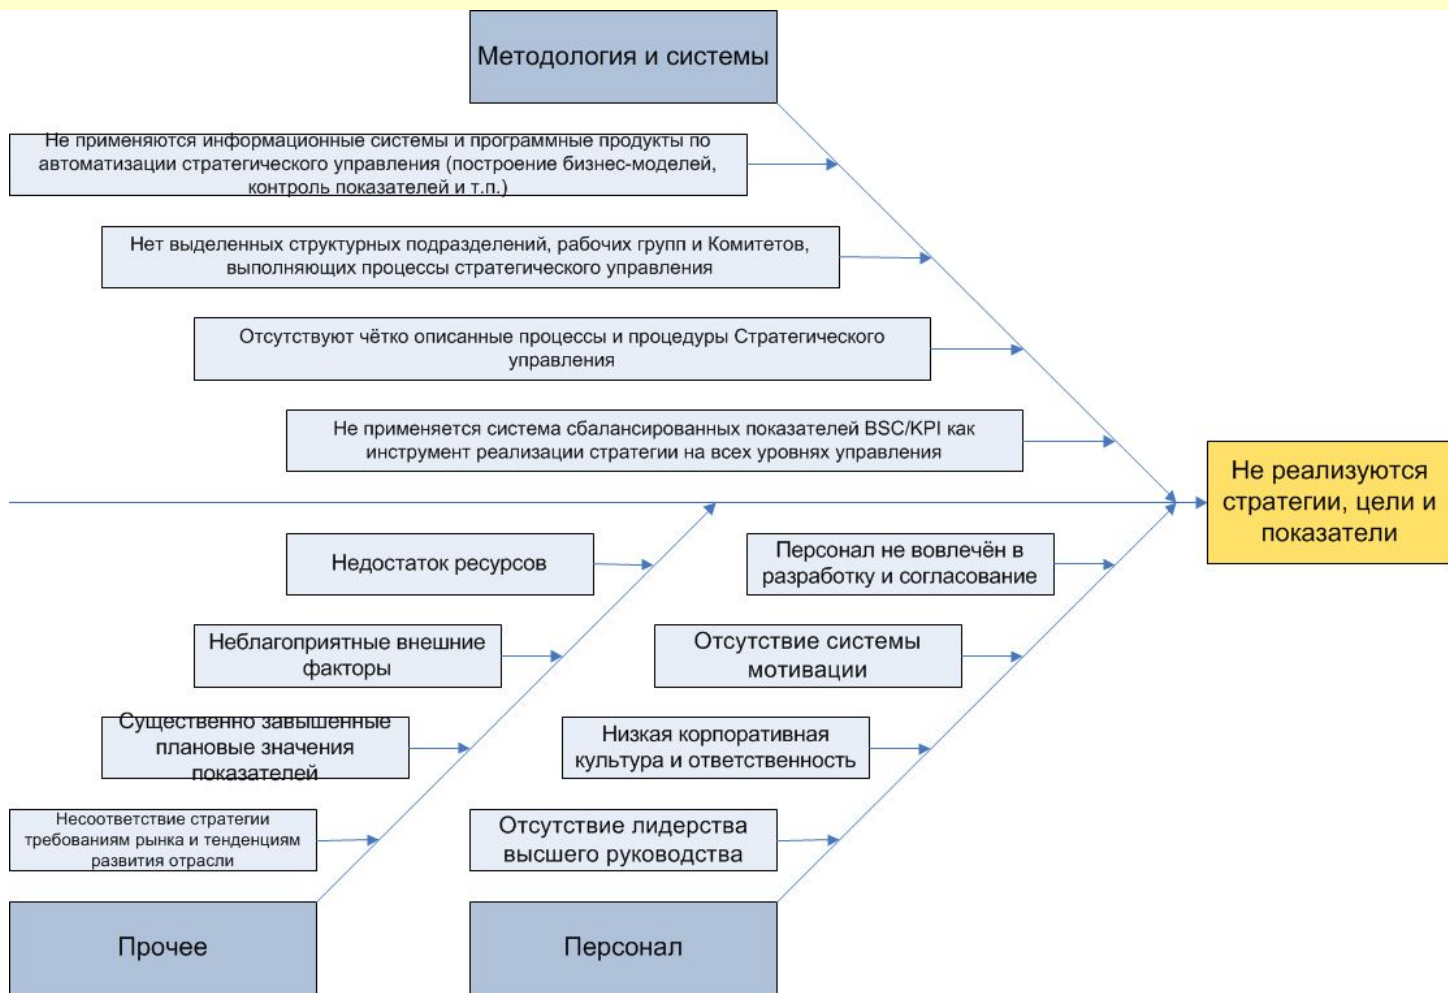 Методология и системы
Не применяются информационные системы и программные продукты по
автоматизации стратегического управления (построение бизнес-моделей,
контроль показателей и т.п.)
Нет выделенных структурных подразделений, рабочих групп и Комитетов,
выполняющих процессы стратегического управления
Отсутствуют чётко описанные процессы и процедуры Стратегического
управления
Не применяется система сбалансированных показателей BSC/KPI как
инструмент реализации стратегии на всех уровнях управления
Не реализуются
стратегии, цели и
показатели
Недостаток ресурсов
Неблагоприятные внешние
факторы
Существенно завышенные
плановые значения
показателей
Несоответствие стратегии
требованиям рынка и тенденциям
развития отрасли
Прочее
Персонал не вовлечён в
разработку и согласование
Отсутствие системы
мотивации
Низкая корпоративная
культура и ответственность
Отсутствие лидерства
высшего руководства
Персонал